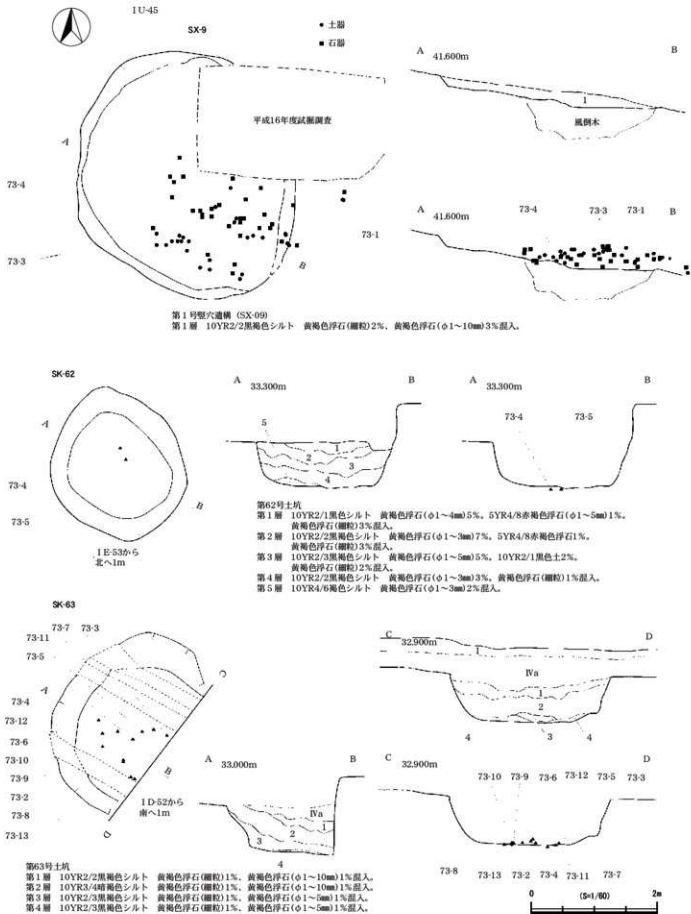 I U-45
SX-9
● 土器
■ 石器
A 41.600m B
1
風倒木
平成16年度試掘調査
A
73-4
73-3
B
73-1
A 41.600m 73-4 73-3 73-1 B
第1号竪穴遺構 (SX-09)
第1層 10YR2/2黒褐色シルト 黄褐色浮石(細粒)2%、黄褐色浮石(φ1~10㎜)3%混入。
SK-62
A
73-4
73-5
B
I E-53から
北へ1m
A 33.300m B
5
1
2
3
4
A 33.300m B
73-4 73-5
第62号土坑
第1層 10YR2/1黒色シルト 黄褐色浮石(φ1~4㎜)5%、5YR4/8赤褐色浮石(φ1~5㎜)1%、
黄褐色浮石(細粒)3%混入。
第2層 10YR2/2黒褐色シルト 黄褐色浮石(φ1~3㎜)7%、5YR4/8赤褐色浮石1%、
黄褐色浮石(細粒)3%混入。
第3層 10YR2/3黒褐色シルト 黄褐色浮石(φ1~5㎜)5%、10YR2/1黒色土2%、
黄褐色浮石(細粒)2%混入。
第4層 10YR2/2黒褐色シルト 黄褐色浮石(φ1~3㎜)3%、黄褐色浮石(細粒)1%混入。
第5層 10YR4/6褐色シルト 黄褐色浮石(φ1~3㎜)2%混入。
SK-63
73-7 73-3
73-11
73-5
A
73-4
73-12
73-6
73-10
73-9
73-2
73-8
73-13
C
B
D
I D-52から
南へ1m
A 33.000m B
Ⅳa
1
2
3
4
C 32.900m D
I
Ⅳa
1
2
4 3 4
C 32.900m D
73-10 73-9 73-6 73-12 73-5 73-3
73-8 73-13 73-2 73-4 73-11 73-7
第63号土坑
第1層 10YR2/2黒褐色シルト 黄褐色浮石(細粒)1%、黄褐色浮石(φ1~10㎜)1%混入。
第2層 10YR3/4暗褐色シルト 黄褐色浮石(細粒)1%、黄褐色浮石(φ1~10㎜)1%混入。
第3層 10YR2/3黒褐色シルト 黄褐色浮石(細粒)1%、黄褐色浮石(φ1~5㎜)1%混入。
第4層 10YR2/3黒褐色シルト 黄褐色浮石(細粒)1%、黄褐色浮石(φ1~5㎜)1%混入。
0 (S=1/60) 2m